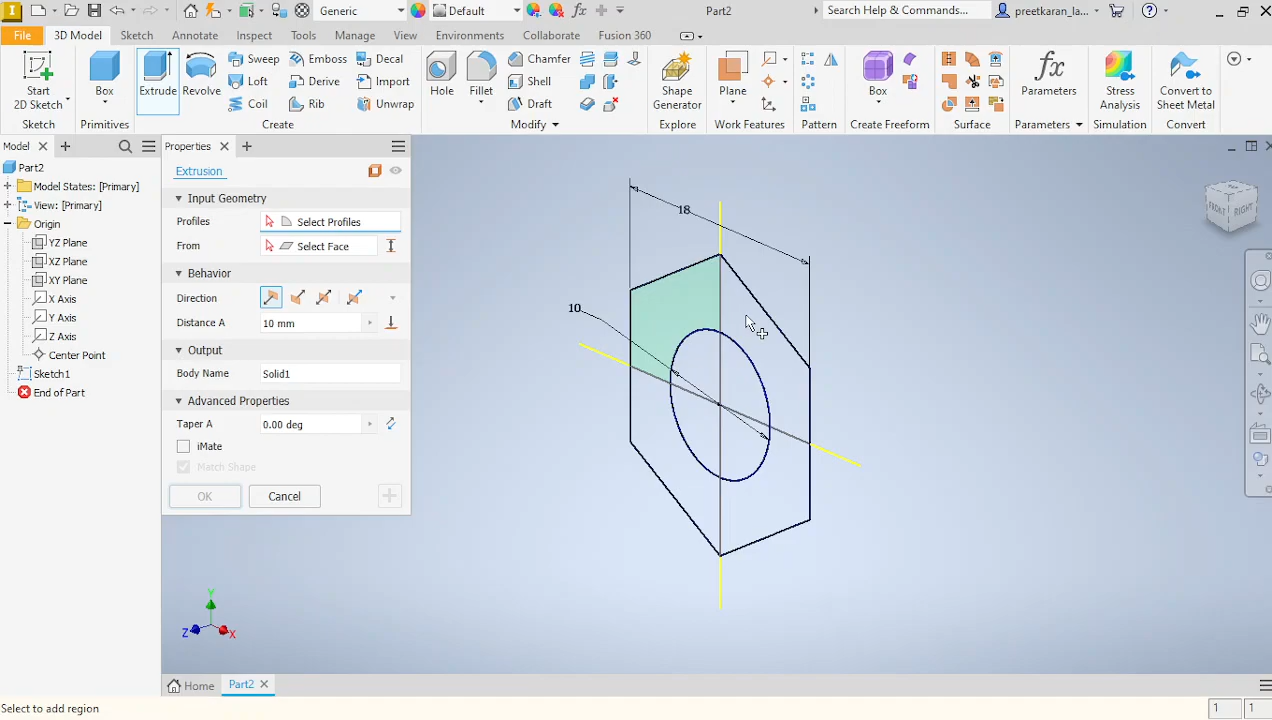 Generic Default Part2 Search Help & Commands... preetkaran_la...
File 3D Model Sketch Annotate Inspect Tools Manage View Environments Collaborate Fusion 360
Start 2D Sketch Box Extrude Revolve Sweep Emboss Decal Hole Fillet Chamfer Shape Generator Plane Box Parameters Stress Analysis Convert to Sheet Metal
Loft Derive Import Shell
Coil Rib Unwrap Draft
Sketch Primitives Create Modify Explore Work Features Pattern Create Freeform Surface Parameters Simulation Convert
Model Properties
Part2 Extrusion
Model States: [Primary]
View: [Primary]
Origin
YZ Plane
XZ Plane
XY Plane
X Axis
Y Axis
Z Axis
Center Point
Sketch1
End of Part
Input Geometry
Profiles Select Profiles
From Select Face
Behavior
Direction
Distance A 10 mm
Output
Body Name Solid1
Advanced Properties
Taper A 0.00 deg
iMate
Match Shape
OK Cancel
18
10
FRONT RIGHT
Y
Z X
Home Part2
Select to add region 1 1